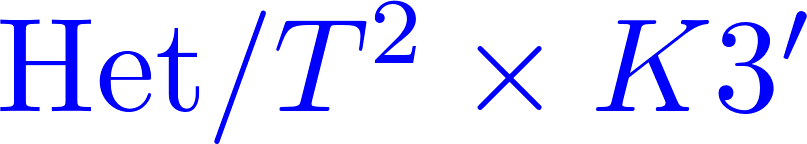 Het/T² × K3′